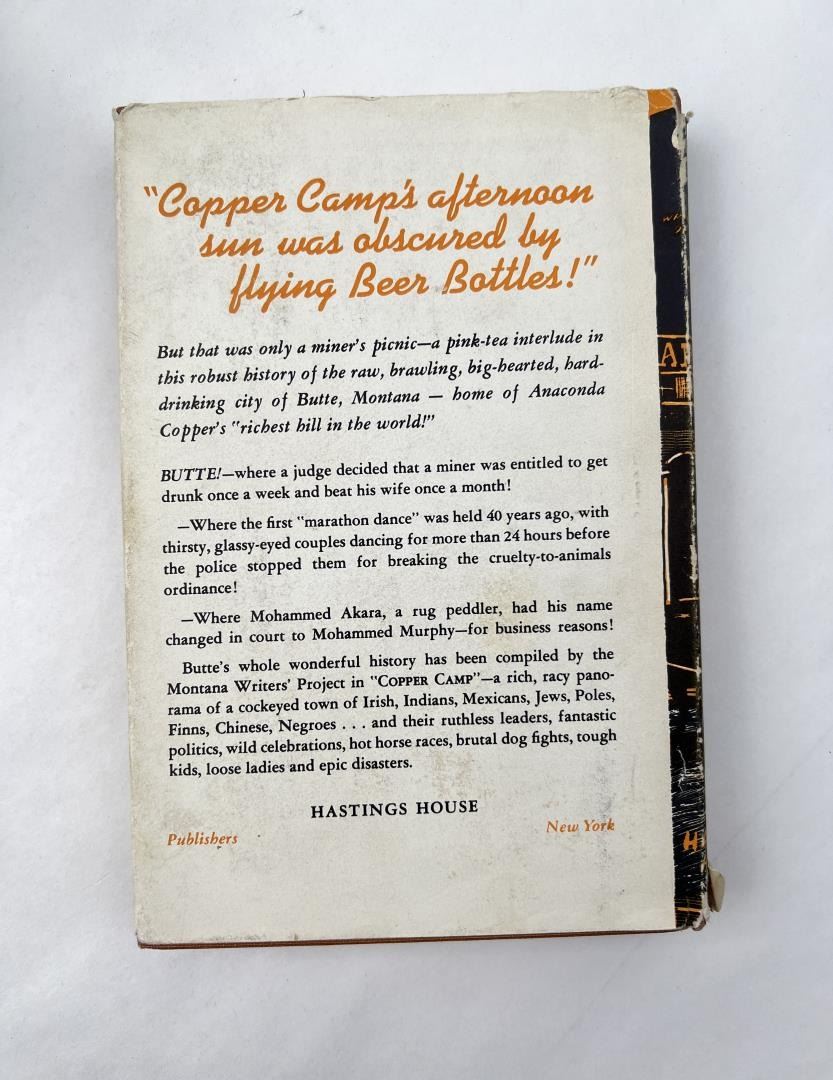 "Copper Camp's afternoon
sun was obscured by
flying Beer Bottles!"
But that was only a miner's picnic—a pink-tea interlude in
this robust history of the raw, brawling, big-hearted, hard-
drinking city of Butte, Montana — home of Anaconda
Copper's "richest hill in the world!"
BUTTE!—where a judge decided that a miner was entitled to get
drunk once a week and beat his wife once a month!
—Where the first "marathon dance" was held 40 years ago, with
thirsty, glassy-eyed couples dancing for more than 24 hours before
the police stopped them for breaking the cruelty-to-animals
ordinance!
—Where Mohammed Akara, a rug peddler, had his name
changed in court to Mohammed Murphy—for business reasons!
Butte's whole wonderful history has been compiled by the
Montana Writers' Project in "COPPER CAMP"—a rich, racy pano-
rama of a cockeyed town of Irish, Indians, Mexicans, Jews, Poles,
Finns, Chinese, Negroes . . . and their ruthless leaders, fantastic
politics, wild celebrations, hot horse races, brutal dog fights, tough
kids, loose ladies and epic disasters.
HASTINGS HOUSE
Publishers New York